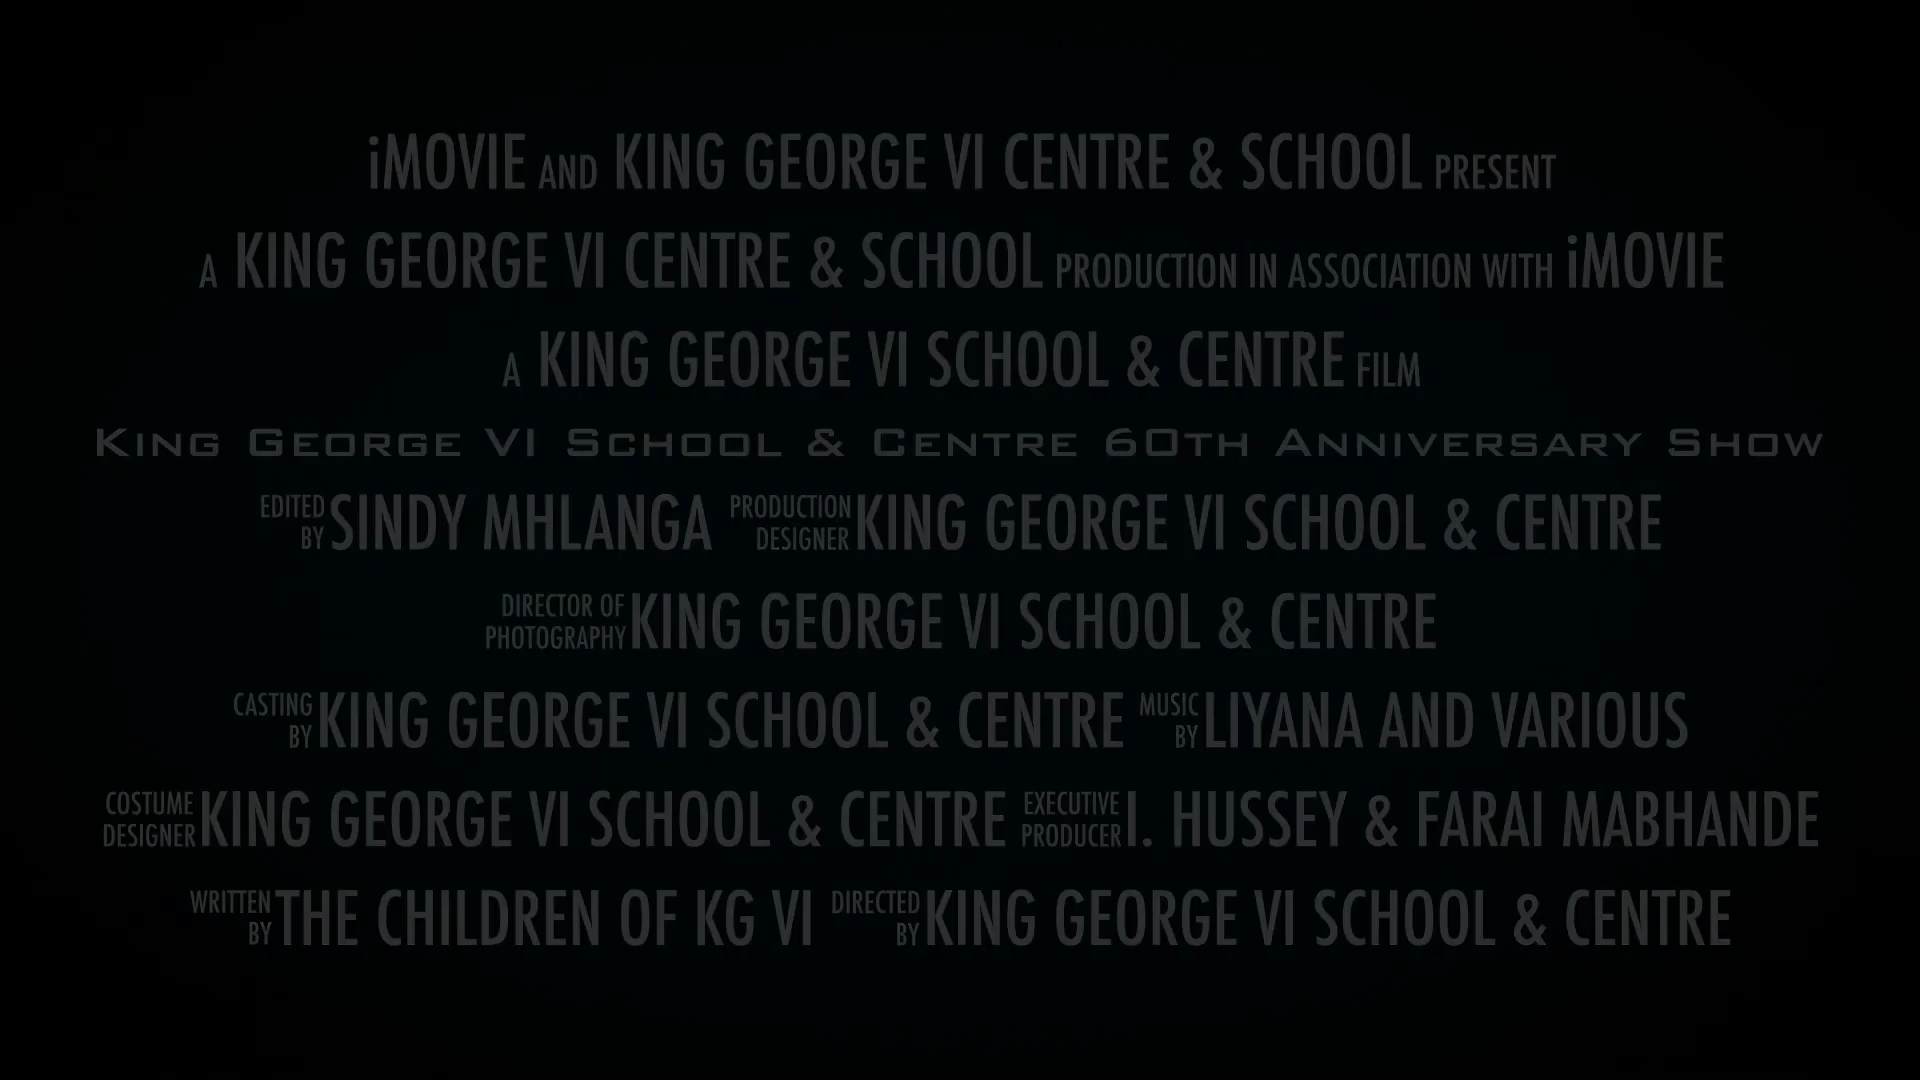 iMOVIE AND KING GEORGE VI CENTRE & SCHOOL PRESENT
A KING GEORGE VI CENTRE & SCHOOL PRODUCTION IN ASSOCIATION WITH iMOVIE
A KING GEORGE VI SCHOOL & CENTRE FILM
King George VI School & Centre 60th Anniversary Show
EDITED BY SINDY MHLANGA PRODUCTION DESIGNER KING GEORGE VI SCHOOL & CENTRE
DIRECTOR OF PHOTOGRAPHY KING GEORGE VI SCHOOL & CENTRE
CASTING BY KING GEORGE VI SCHOOL & CENTRE MUSIC BY LIYANA AND VARIOUS
COSTUME DESIGNER KING GEORGE VI SCHOOL & CENTRE EXECUTIVE PRODUCER I. HUSSEY & FARAI MABHANDE
WRITTEN BY THE CHILDREN OF KG VI DIRECTED BY KING GEORGE VI SCHOOL & CENTRE